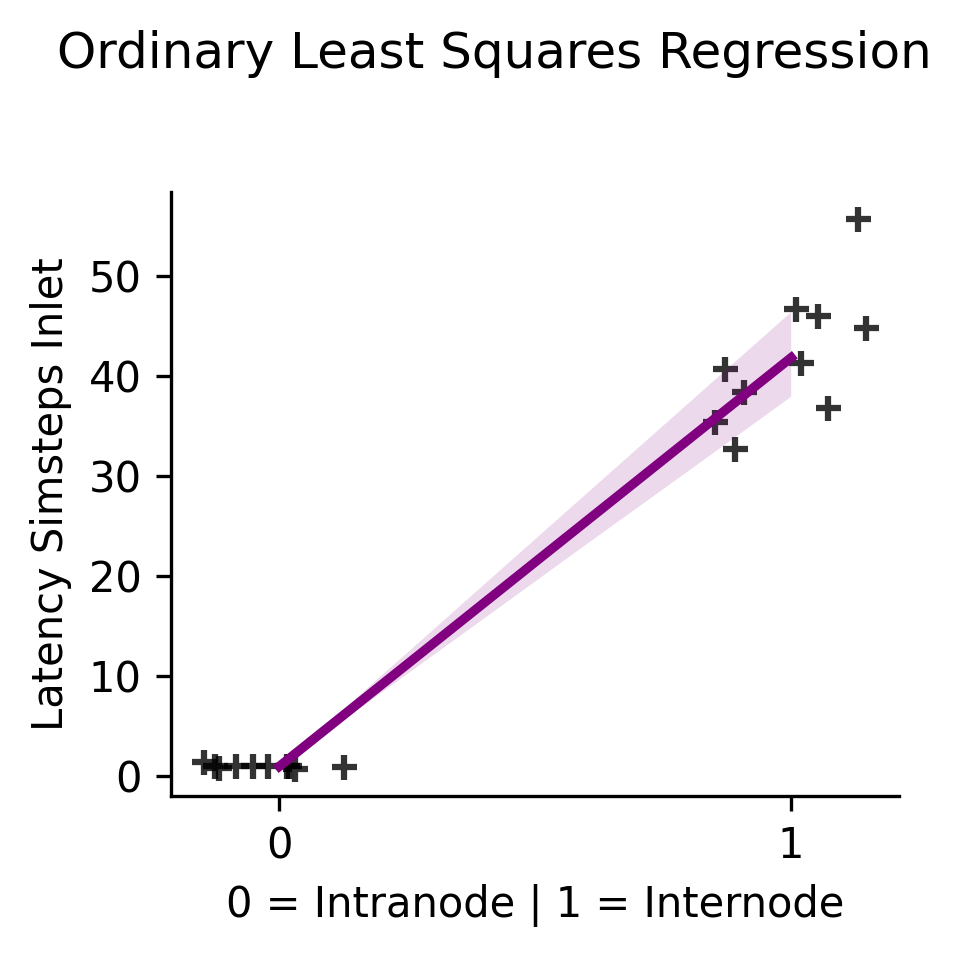 Ordinary Least Squares Regression
Latency Simsteps Inlet
50
40
30
20
10
0
0
1
0 = Intranode | 1 = Internode